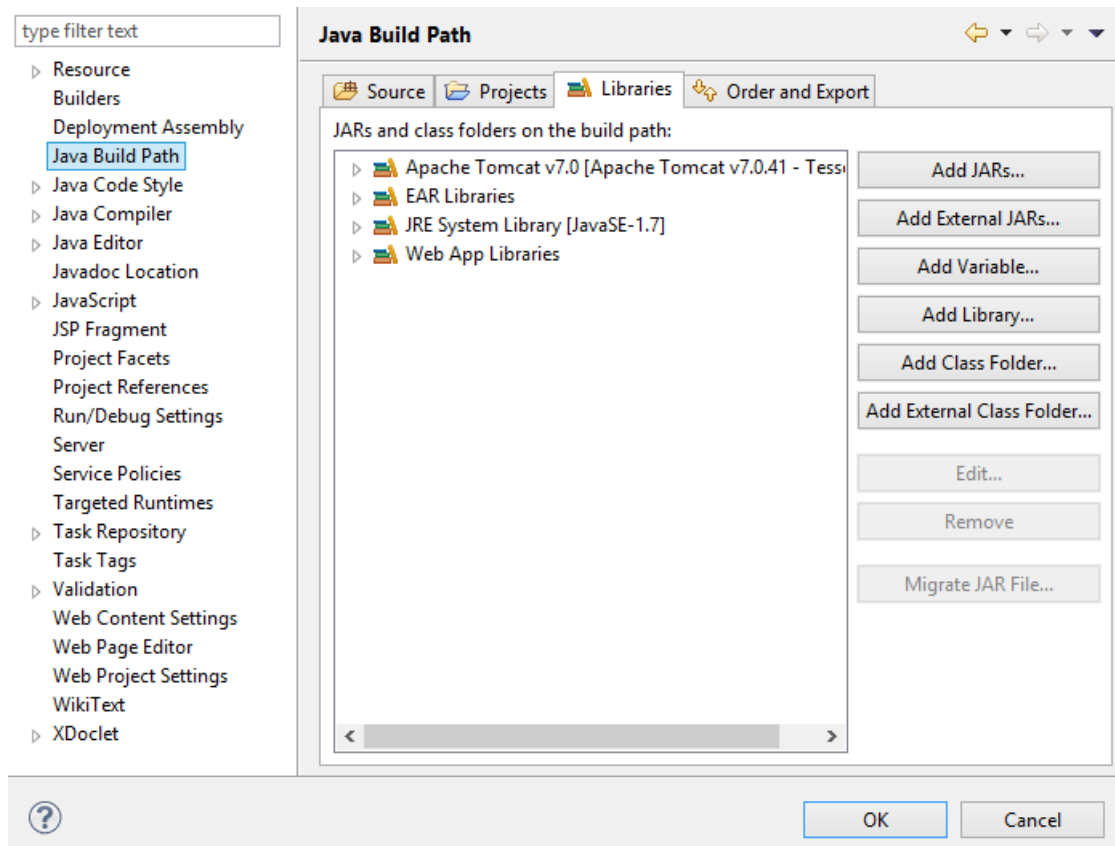 type filter text
Resource
Builders
Deployment Assembly
Java Build Path
Java Code Style
Java Compiler
Java Editor
Javadoc Location
JavaScript
JSP Fragment
Project Facets
Project References
Run/Debug Settings
Server
Service Policies
Targeted Runtimes
Task Repository
Task Tags
Validation
Web Content Settings
Web Page Editor
Web Project Settings
WikiText
XDoclet
Java Build Path
Source Projects Libraries Order and Export
JARs and class folders on the build path:
Apache Tomcat v7.0 [Apache Tomcat v7.0.41 - Tess
EAR Libraries
JRE System Library [JavaSE-1.7]
Web App Libraries
Add JARs...
Add External JARs...
Add Variable...
Add Library...
Add Class Folder...
Add External Class Folder...
Edit...
Remove
Migrate JAR File...
?
OK Cancel